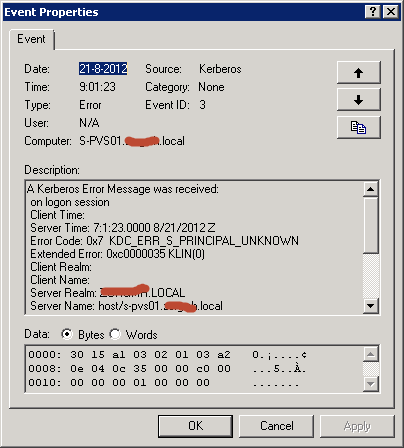 Event Properties
Event
Date: 21-8-2012 Source: Kerberos
Time: 9:01:23 Category: None
Type: Error Event ID: 3
User: N/A
Computer: S-PVS01. .local
Description:
A Kerberos Error Message was received:
on logon session
Client Time:
Server Time: 7:1:23.0000 8/21/2012 Z
Error Code: 0x7 KDC_ERR_S_PRINCIPAL_UNKNOWN
Extended Error: 0xc0000035 KLIN(0)
Client Realm:
Client Name:
Server Realm: .LOCAL
Server Name: host/s-pvs01. .local
Data: Bytes Words
0000: 30 15 a1 03 02 01 03 a2 0.¡....¢
0008: 0e 04 0c 35 00 00 c0 00 ...5..À.
0010: 00 00 01 00 00 00 .......
OK Cancel Apply